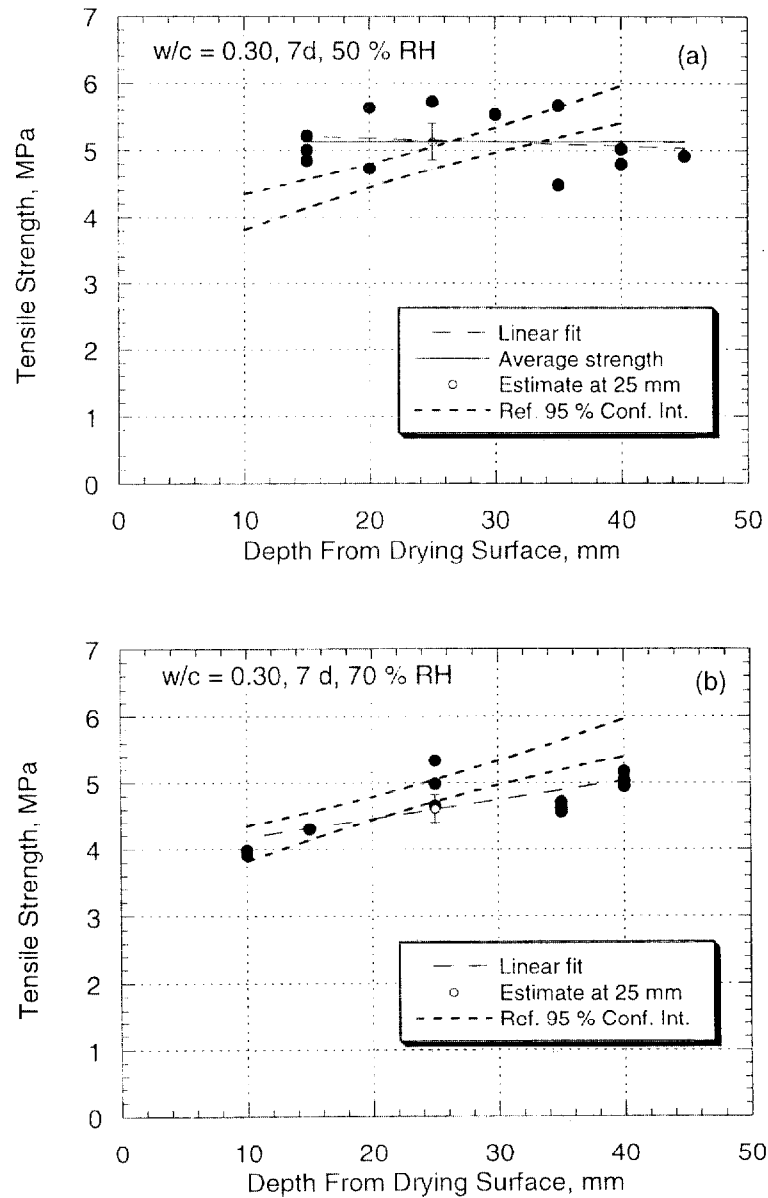 w/c = 0.30, 7d, 50 % RH
(a)
7
6
5
4
3
2
1
0
Tensile Strength, MPa
Linear fit
Average strength
Estimate at 25 mm
Ref. 95 % Conf. Int.
0 10 20 30 40 50
Depth From Drying Surface, mm
w/c = 0.30, 7 d, 70 % RH
(b)
7
6
5
4
3
2
1
0
Tensile Strength, MPa
Linear fit
Estimate at 25 mm
Ref. 95 % Conf. Int.
0 10 20 30 40 50
Depth From Drying Surface, mm